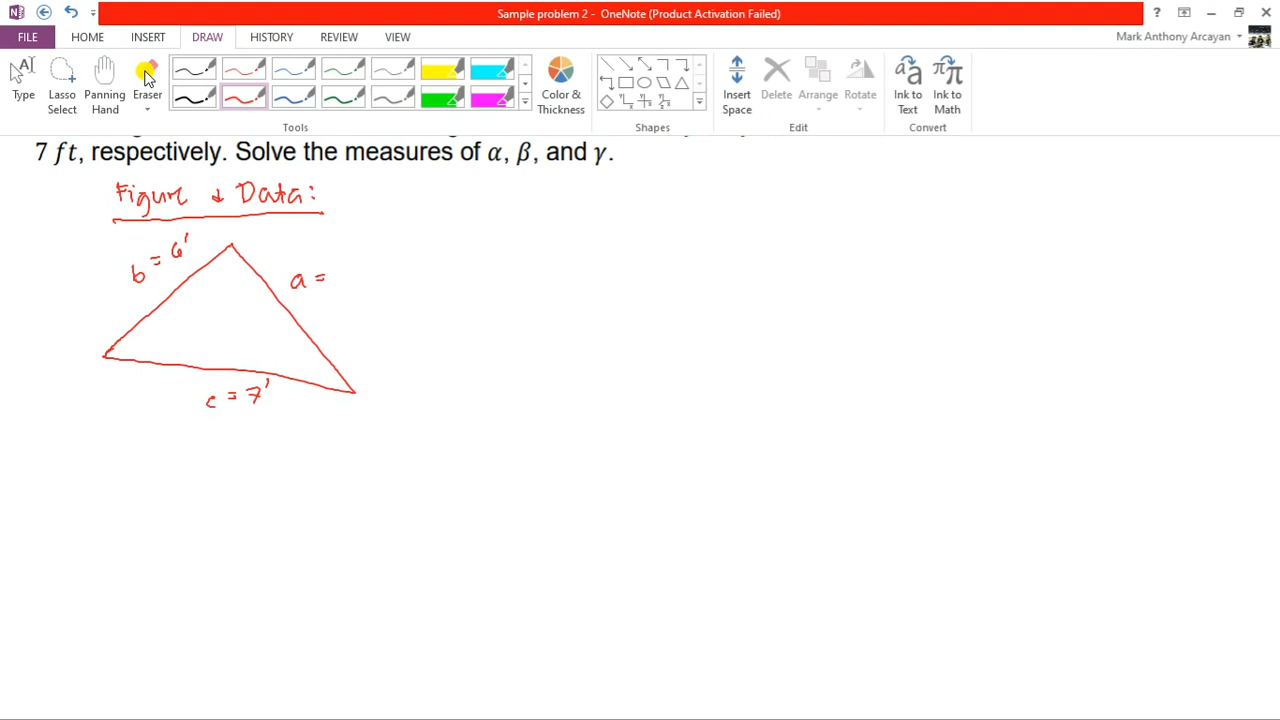 Sample problem 2 - OneNote (Product Activation Failed)
FILE HOME INSERT DRAW HISTORY REVIEW VIEW
Mark Anthony Arcayan
Type
Lasso Select
Panning Hand
Eraser
Color & Thickness
Insert Space
Delete
Arrange
Rotate
Ink to Text
Ink to Math
Tools
Shapes
Edit
Convert
7 ft, respectively. Solve the measures of α, β, and γ.
Figure & Data:
b = 6'
a =
c = 7'